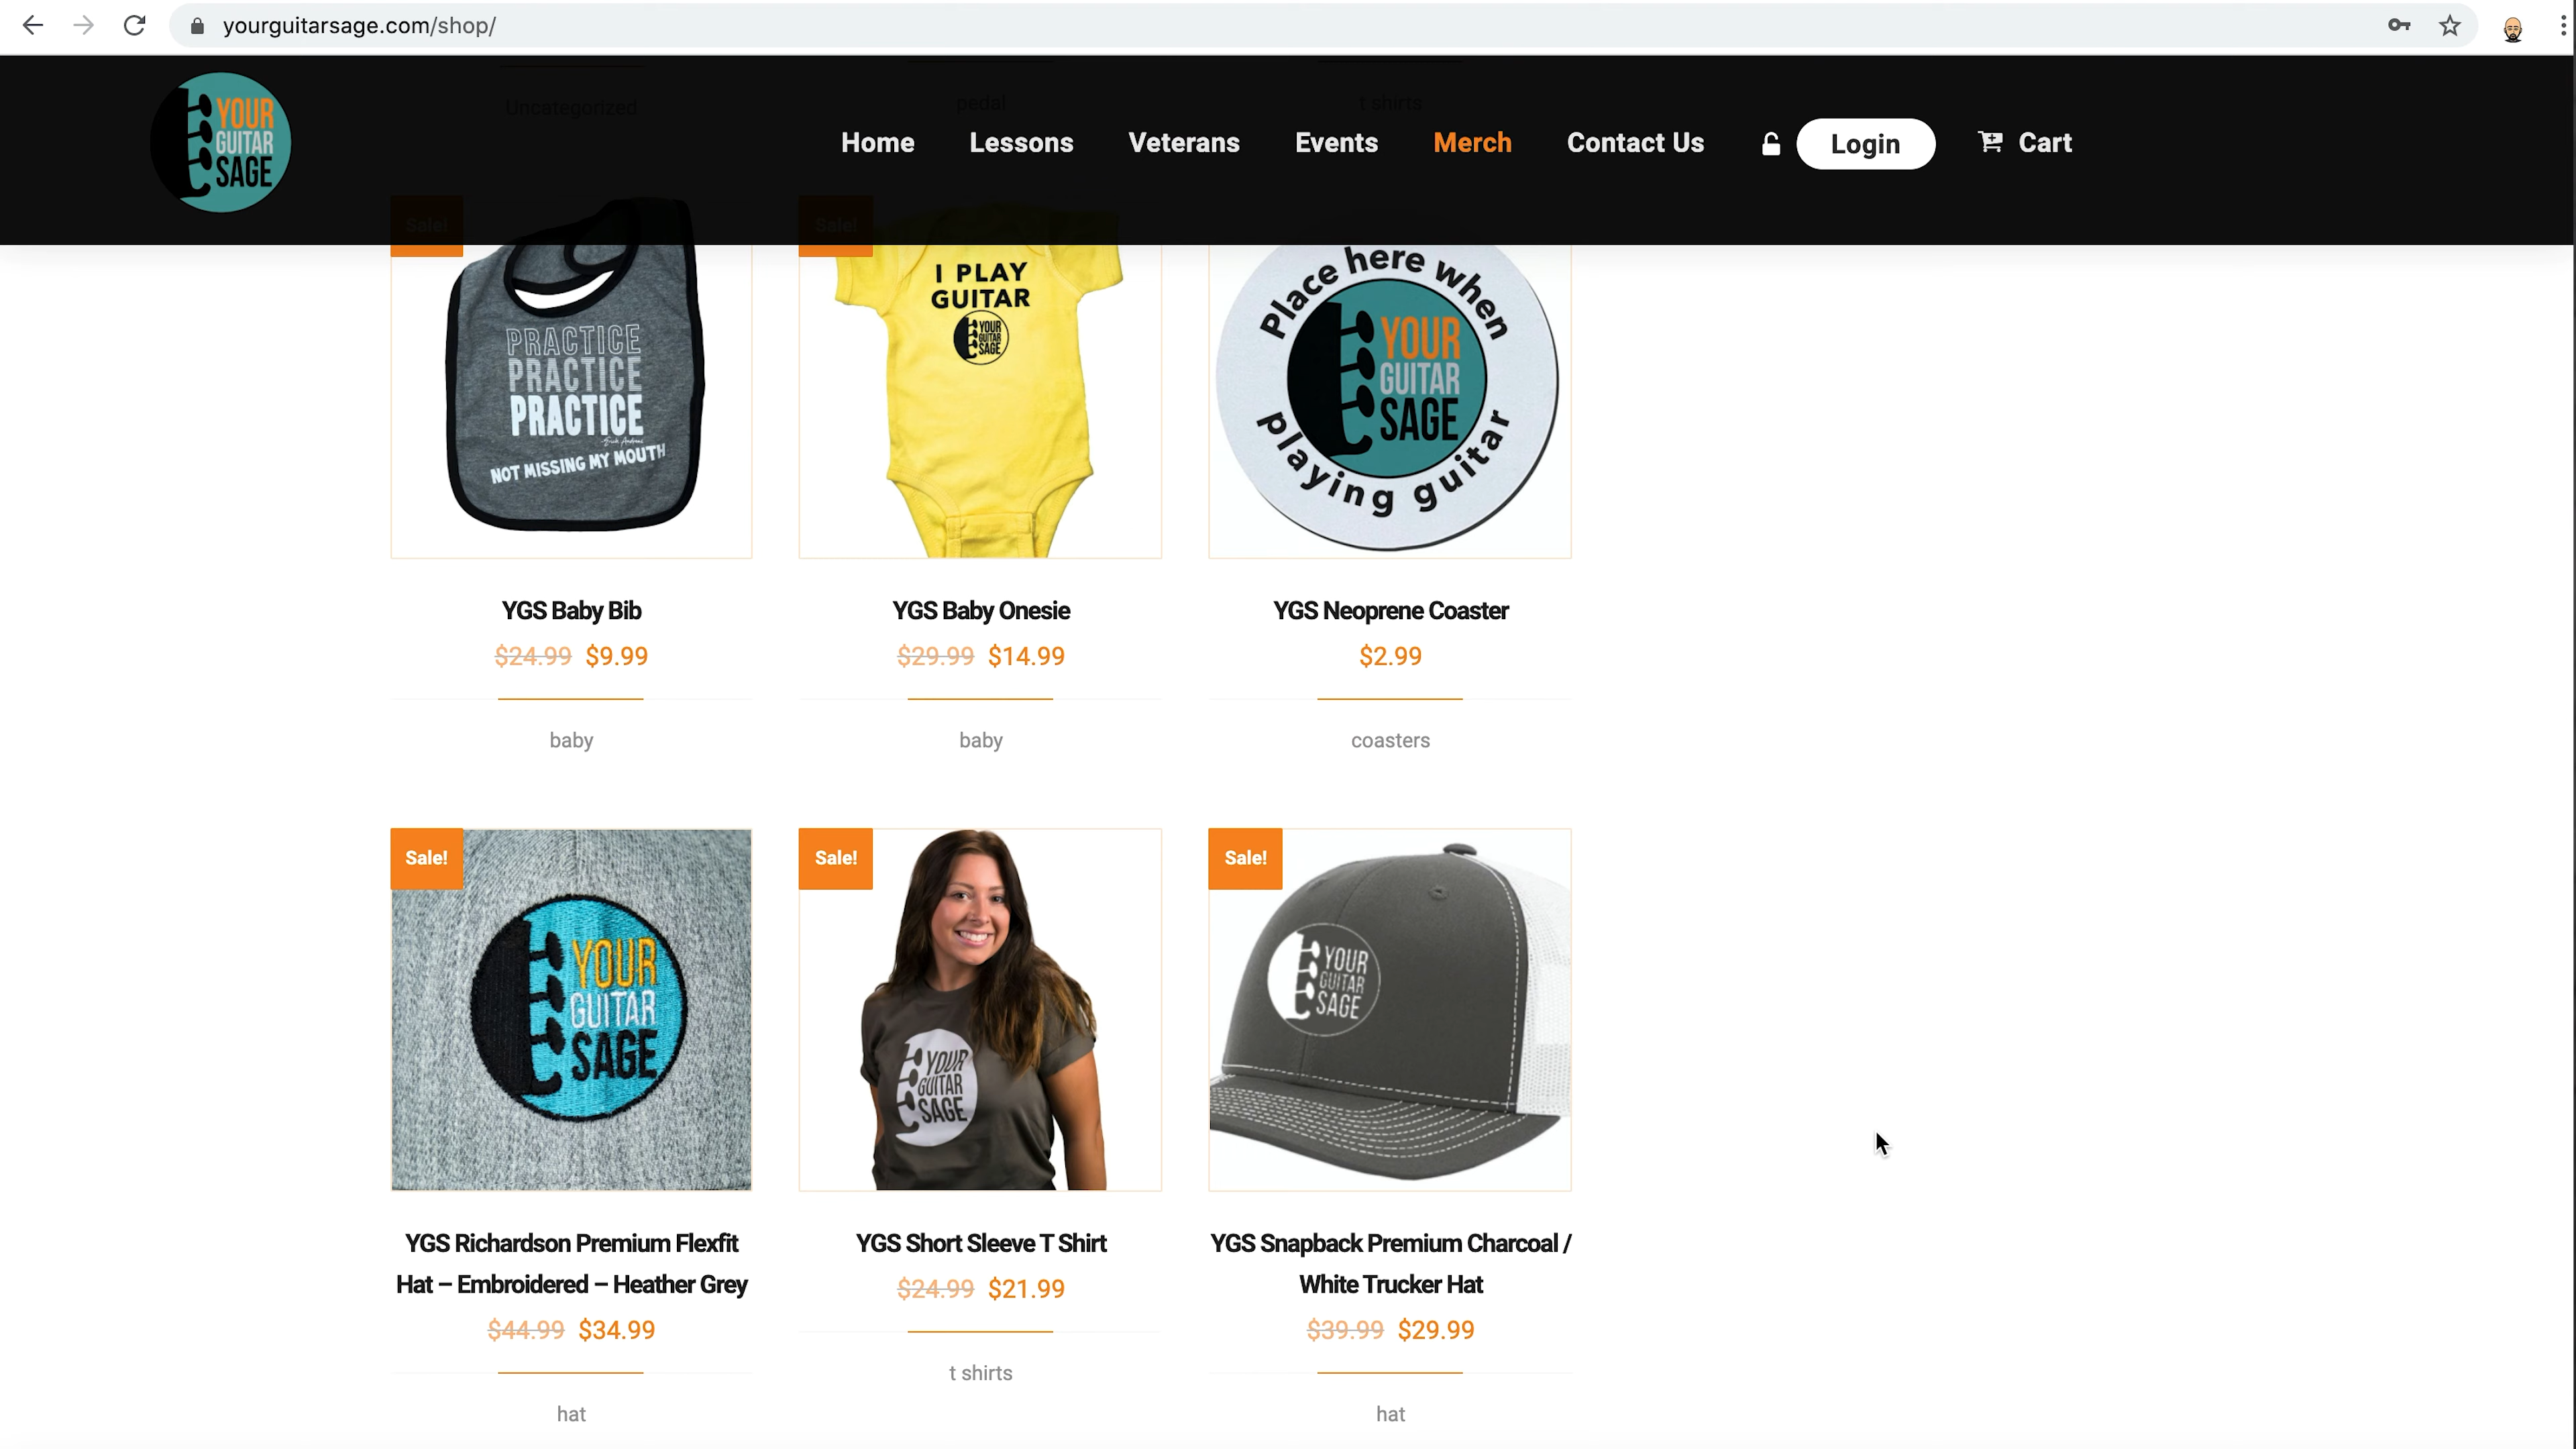 yourguitarsage.com/shop/
Uncategorized
pedal
t shirts
YOUR
GUITAR
SAGE
Home
Lessons
Veterans
Events
Merch
Contact Us
Login
Cart
Sale!
PRACTICE
PRACTICE
PRACTICE
NOT MISSING MY MOUTH
Sale!
I PLAY
GUITAR
YOUR
GUITAR
SAGE
Place here when
YOUR
GUITAR
SAGE
playing guitar
YGS Baby Bib
$24.99 $9.99
baby
YGS Baby Onesie
$29.99 $14.99
baby
YGS Neoprene Coaster
$2.99
coasters
Sale!
YOUR
GUITAR
SAGE
Sale!
YOUR
GUITAR
SAGE
Sale!
YOUR
GUITAR
SAGE
YGS Richardson Premium Flexfit
Hat – Embroidered – Heather Grey
$44.99 $34.99
hat
YGS Short Sleeve T Shirt
$24.99 $21.99
t shirts
YGS Snapback Premium Charcoal /
White Trucker Hat
$39.99 $29.99
hat